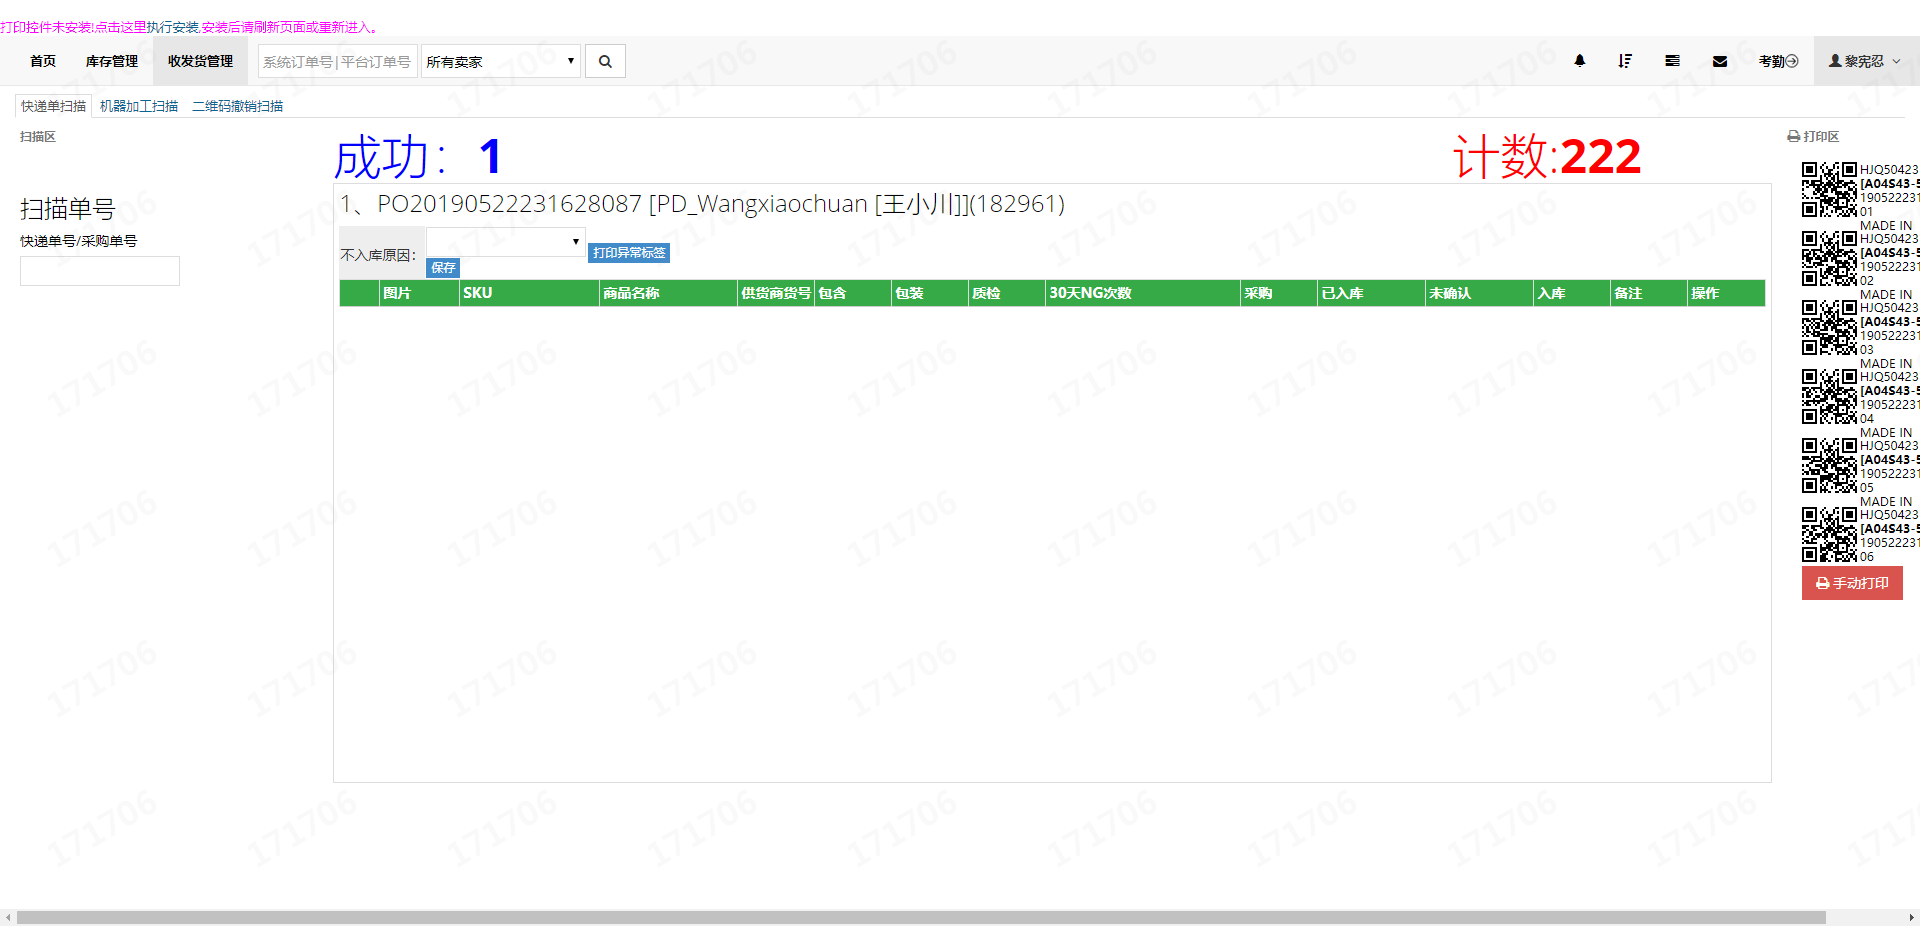 打印控件未安装!点击这里执行安装,安装后请刷新页面或重新进入。
首页 库存管理 收发货管理 系统订单号|平台订单号 所有卖家 考勤 黎宪忍
快递单扫描 机器加工扫描 二维码撤销扫描
扫描区
成功：1
计数:222
打印区
扫描单号
快递单号/采购单号
1、PO20190522231628087 [PD_Wangxiaochuan [王小川]](182961)
不入库原因：
打印异常标签
保存
图片 SKU 商品名称 供货商货号 包含 包装 质检 30天NG次数 采购 已入库 未确认 入库 备注 操作
HJQ50423
[A04S43-5
190522231
01
MADE IN
HJQ50423
[A04S43-5
190522231
02
MADE IN
HJQ50423
[A04S43-5
190522231
03
MADE IN
HJQ50423
[A04S43-5
190522231
04
MADE IN
HJQ50423
[A04S43-5
190522231
05
MADE IN
HJQ50423
[A04S43-5
190522231
06
手动打印
171706